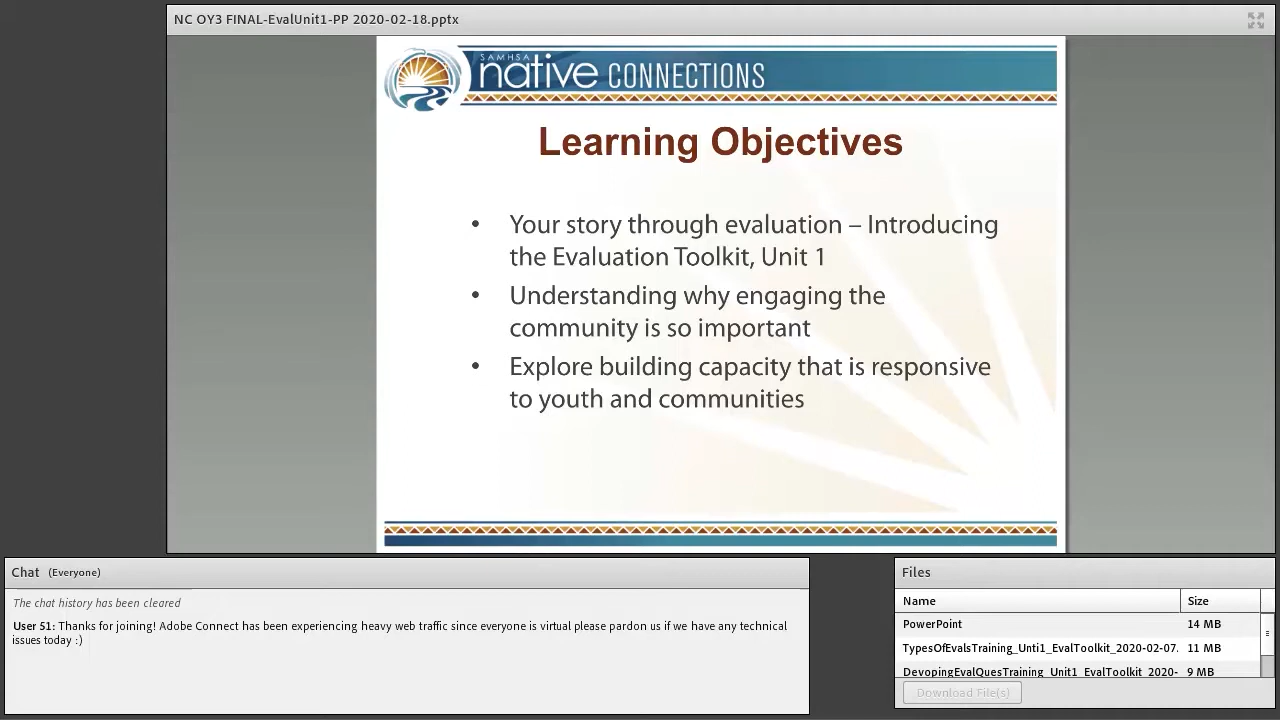 NC OY3 FINAL-EvalUnit1-PP 2020-02-18.pptx
SAMHSA
native CONNECTIONS
Learning Objectives
• Your story through evaluation – Introducing
the Evaluation Toolkit, Unit 1
• Understanding why engaging the
community is so important
• Explore building capacity that is responsive
to youth and communities
Chat (Everyone)
The chat history has been cleared
User 51: Thanks for joining! Adobe Connect has been experiencing heavy web traffic since everyone is virtual please pardon us if we have any technical
issues today :)
Files
Name Size
PowerPoint 14 MB
TypesOfEvalsTraining_Unti1_EvalToolkit_2020-02-07. 11 MB
DevopingEvalQuesTraining_Unit1_EvalToolkit_2020- 9 MB
Download File(s)